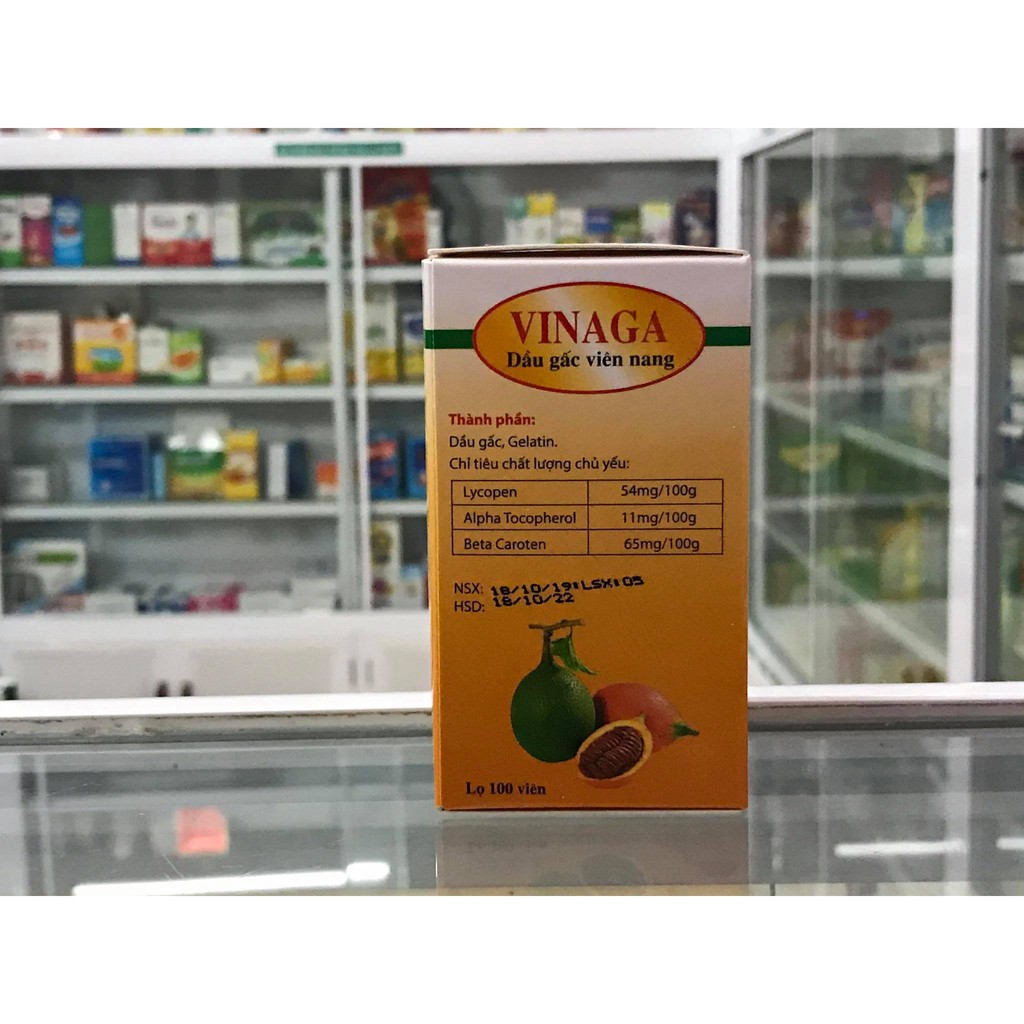 VINAGA
Dầu gấc viên nang
Thành phần:
Dầu gấc, Gelatin.
Chỉ tiêu chất lượng chủ yếu:
Lycopen 54mg/100g
Alpha Tocopherol 11mg/100g
Beta Caroten 65mg/100g
NSX: 18/10/19:LSX:05
HSD: 18/10/22
Lọ 100 viên